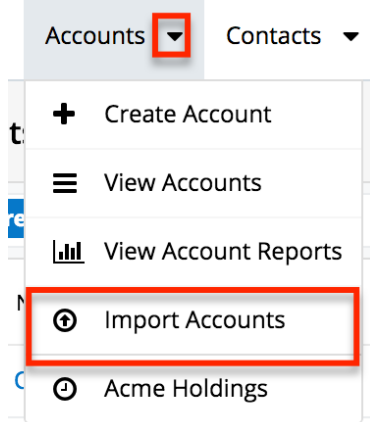 Accounts Contacts
Create Account
View Accounts
View Account Reports
Import Accounts
Acme Holdings